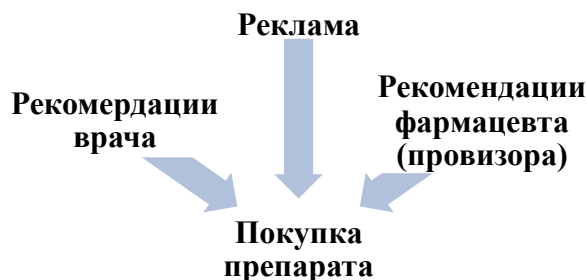 Реклама
Рекомердации
врача
Рекомендации
фармацевта
(провизора)
Покупка
препарата